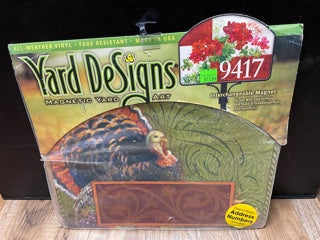 ALL-WEATHER VINYL • FADE RESISTANT • MADE IN USA
Yard DeSigns
MAGNETIC YARD ART
9417
Interchangeable Magnet
Address
Numbers